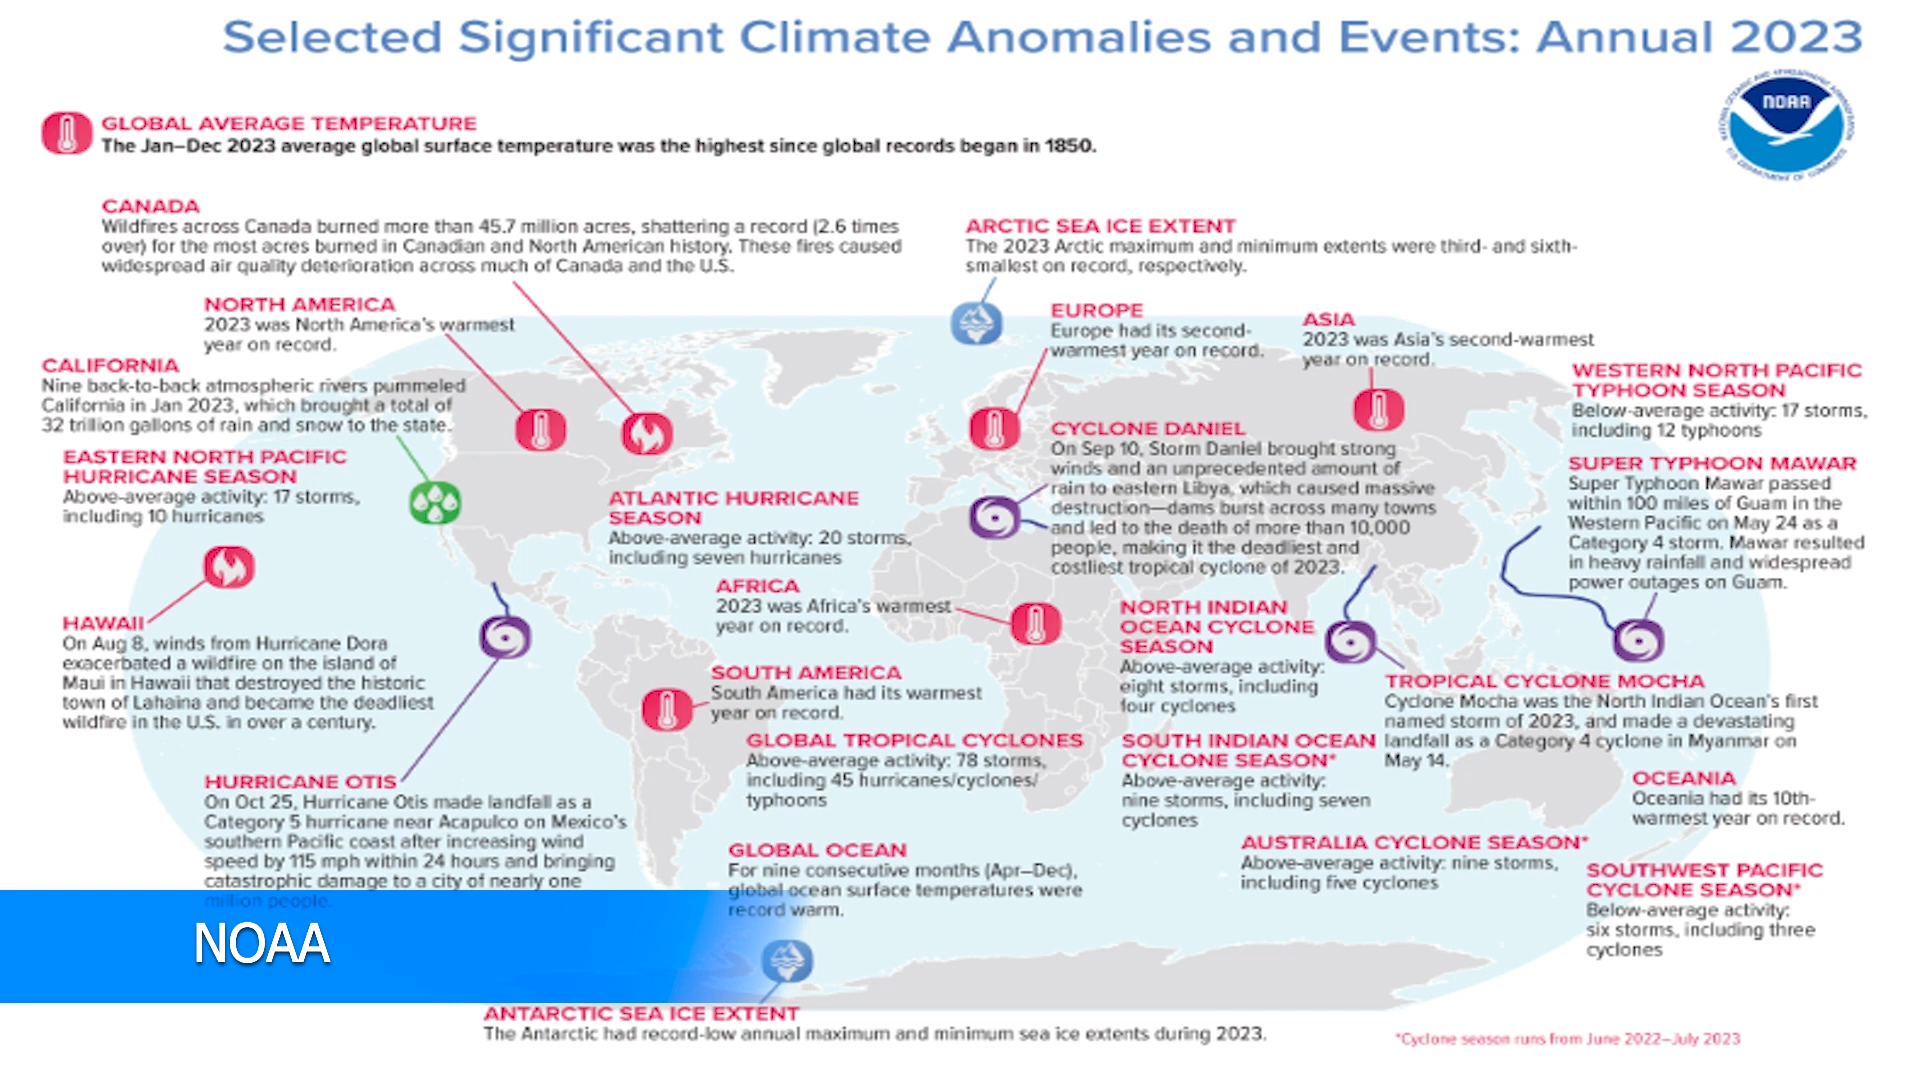 Selected Significant Climate Anomalies and Events: Annual 2023
NOAA
GLOBAL AVERAGE TEMPERATURE
The Jan–Dec 2023 average global surface temperature was the highest since global records began in 1850.
CANADA
Wildfires across Canada burned more than 45.7 million acres, shattering a record (2.6 times
over) for the most acres burned in Canadian and North American history. These fires caused
widespread air quality deterioration across much of Canada and the U.S.
ARCTIC SEA ICE EXTENT
The 2023 Arctic maximum and minimum extents were third- and sixth-
smallest on record, respectively.
NORTH AMERICA
2023 was North America's warmest
year on record.
EUROPE
Europe had its second-
warmest year on record.
ASIA
2023 was Asia's second-warmest
year on record.
CALIFORNIA
Nine back-to-back atmospheric rivers pummeled
California in Jan 2023, which brought a total of
32 trillion gallons of rain and snow to the state.
WESTERN NORTH PACIFIC
TYPHOON SEASON
Below-average activity: 17 storms,
including 12 typhoons
CYCLONE DANIEL
On Sep 10, Storm Daniel brought strong
winds and an unprecedented amount of
rain to eastern Libya, which caused massive
destruction—dams burst across many towns
and led to the death of more than 10,000
people, making it the deadliest and
costliest tropical cyclone of 2023.
EASTERN NORTH PACIFIC
HURRICANE SEASON
Above-average activity: 17 storms,
including 10 hurricanes
SUPER TYPHOON MAWAR
Super Typhoon Mawar passed
within 100 miles of Guam in the
Western Pacific on May 24 as a
Category 4 storm. Mawar resulted
in heavy rainfall and widespread
power outages on Guam.
ATLANTIC HURRICANE
SEASON
Above-average activity: 20 storms,
including seven hurricanes
AFRICA
2023 was Africa's warmest
year on record.
NORTH INDIAN
OCEAN CYCLONE
SEASON
Above-average activity:
eight storms, including
four cyclones
HAWAII
On Aug 8, winds from Hurricane Dora
exacerbated a wildfire on the island of
Maui in Hawaii that destroyed the historic
town of Lahaina and became the deadliest
wildfire in the U.S. in over a century.
SOUTH AMERICA
South America had its warmest
year on record.
TROPICAL CYCLONE MOCHA
Cyclone Mocha was the North Indian Ocean's first
named storm of 2023, and made a devastating
landfall as a Category 4 cyclone in Myanmar on
May 14.
GLOBAL TROPICAL CYCLONES
Above-average activity: 78 storms,
including 45 hurricanes/cyclones/
typhoons
SOUTH INDIAN OCEAN
CYCLONE SEASON*
Above-average activity:
nine storms, including seven
cyclones
HURRICANE OTIS
On Oct 25, Hurricane Otis made landfall as a
Category 5 hurricane near Acapulco on Mexico's
southern Pacific coast after increasing wind
speed by 115 mph within 24 hours and bringing
catastrophic damage to a city of nearly one
million people.
OCEANIA
Oceania had its 10th-
warmest year on record.
GLOBAL OCEAN
For nine consecutive months (Apr–Dec),
global ocean surface temperatures were
record warm.
AUSTRALIA CYCLONE SEASON*
Above-average activity: nine storms,
including five cyclones
SOUTHWEST PACIFIC
CYCLONE SEASON*
Below-average activity:
six storms, including three
cyclones
NOAA
ANTARCTIC SEA ICE EXTENT
The Antarctic had record-low annual maximum and minimum sea ice extents during 2023.
*Cyclone season runs from June 2022–July 2023